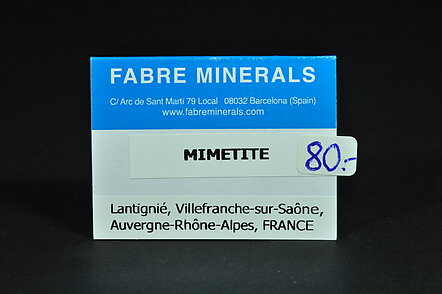 FABRE MINERALS
C/ Arc de Sant Martí 79 Local 08032 Barcelona (Spain)
www.fabreminerals.com
MIMETITE
80.-
Lantignié, Villefranche-sur-Saône,
Auvergne-Rhône-Alpes, FRANCE